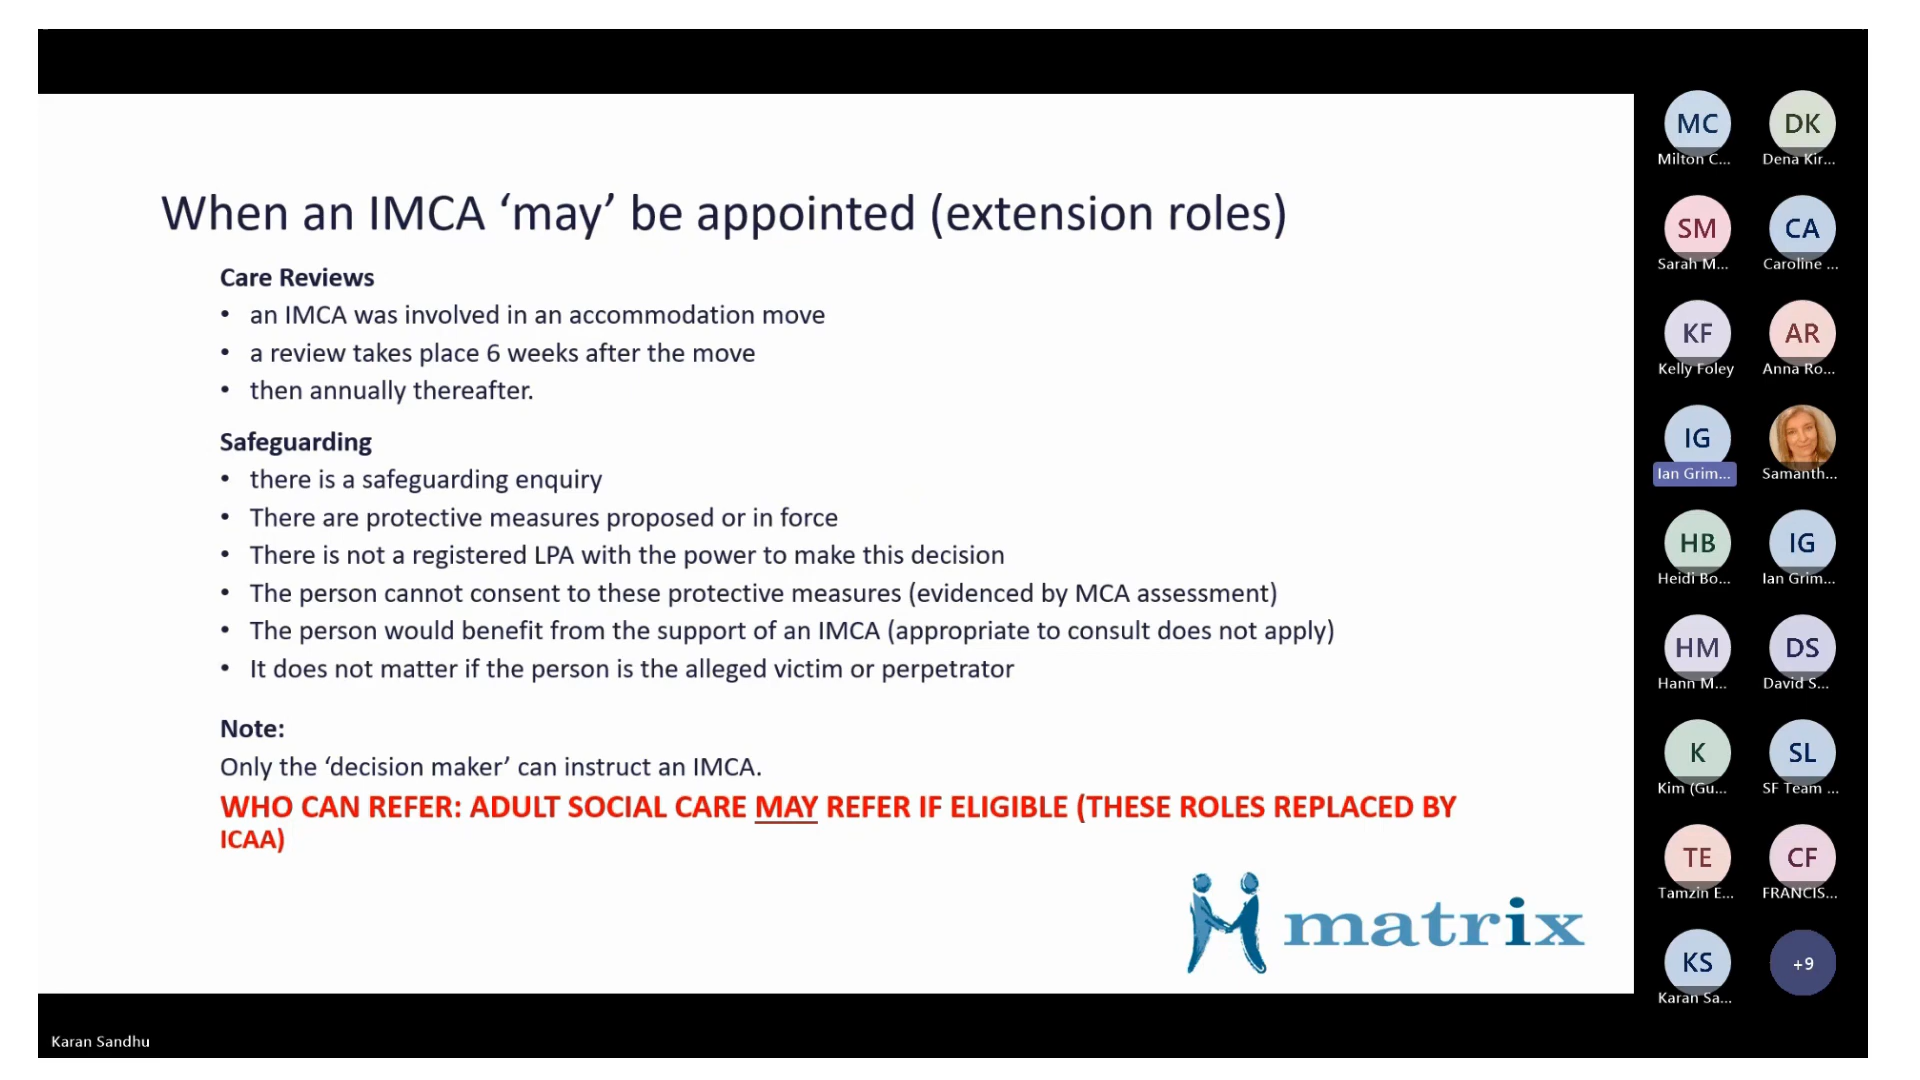 When an IMCA ‘may’ be appointed (extension roles)
Care Reviews
• an IMCA was involved in an accommodation move
• a review takes place 6 weeks after the move
• then annually thereafter.
Safeguarding
• there is a safeguarding enquiry
• There are protective measures proposed or in force
• There is not a registered LPA with the power to make this decision
• The person cannot consent to these protective measures (evidenced by MCA assessment)
• The person would benefit from the support of an IMCA (appropriate to consult does not apply)
• It does not matter if the person is the alleged victim or perpetrator
Note:
Only the ‘decision maker’ can instruct an IMCA.
WHO CAN REFER: ADULT SOCIAL CARE MAY REFER IF ELIGIBLE (THESE ROLES REPLACED BY
ICAA)
matrix
MC DK
Milton C... Dena Kir...
SM CA
Sarah M... Caroline ...
KF AR
Kelly Foley Anna Ro...
IG
Ian Grim... Samanth...
HB IG
Heidi Bo... Ian Grim...
HM DS
Hann M... David S...
K SL
Kim (Gu... SF Team ...
TE CF
Tamzin E... FRANCIS...
KS +9
Karan Sa...
Karan Sandhu